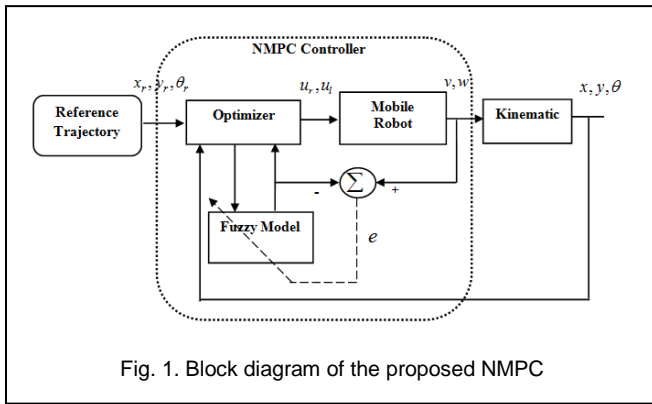 NMPC Controller
x_r, y_r, θ_r
u_r, u_l
v, w
x, y, θ
Reference
Trajectory
Optimizer
Mobile
Robot
Kinematic
-
Σ
+
Fuzzy Model
e
Fig. 1. Block diagram of the proposed NMPC